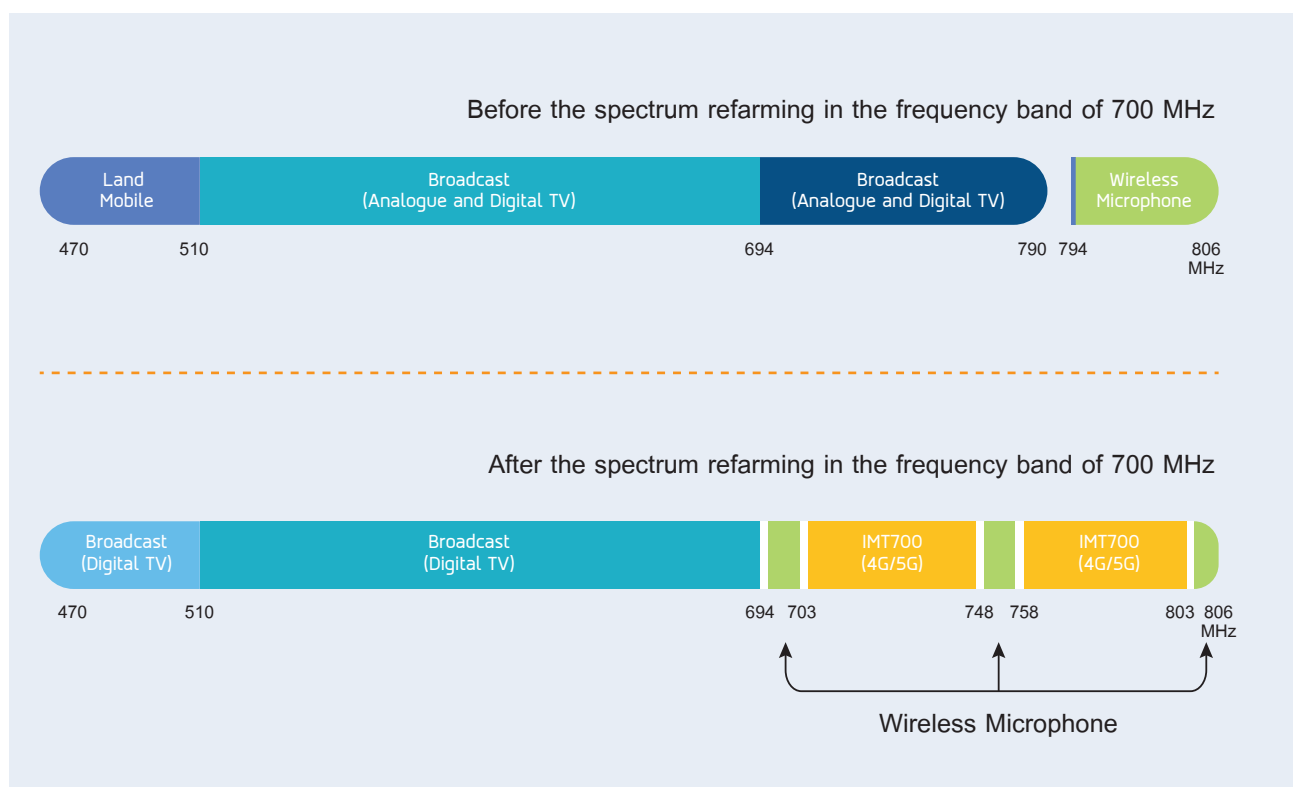 Before the spectrum refarming in the frequency band of 700 MHz
Land
Mobile
Broadcast
(Analogue and Digital TV)
Broadcast
(Analogue and Digital TV)
Wireless
Microphone
470
510
694
790
794
806
MHz
After the spectrum refarming in the frequency band of 700 MHz
Broadcast
(Digital TV)
Broadcast
(Digital TV)
IMT700
(4G/5G)
IMT700
(4G/5G)
470
510
694
703
748
758
803
806
MHz
Wireless Microphone